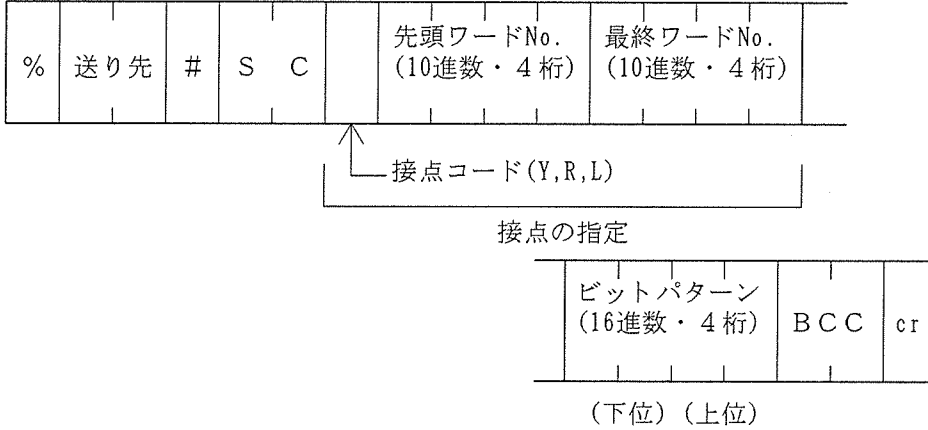 % 送り先 # S C 先頭ワードNo. 最終ワードNo.
(10進数・4桁) (10進数・4桁)
接点コード(Y,R,L)
接点の指定
ビットパターン
(16進数・4桁) BCC cr
(下位) (上位)